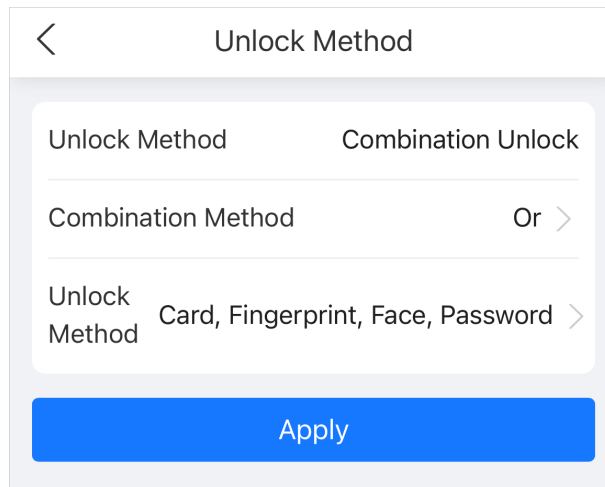 Unlock Method
Unlock Method Combination Unlock
Combination Method Or
Unlock
Method Card, Fingerprint, Face, Password
Apply